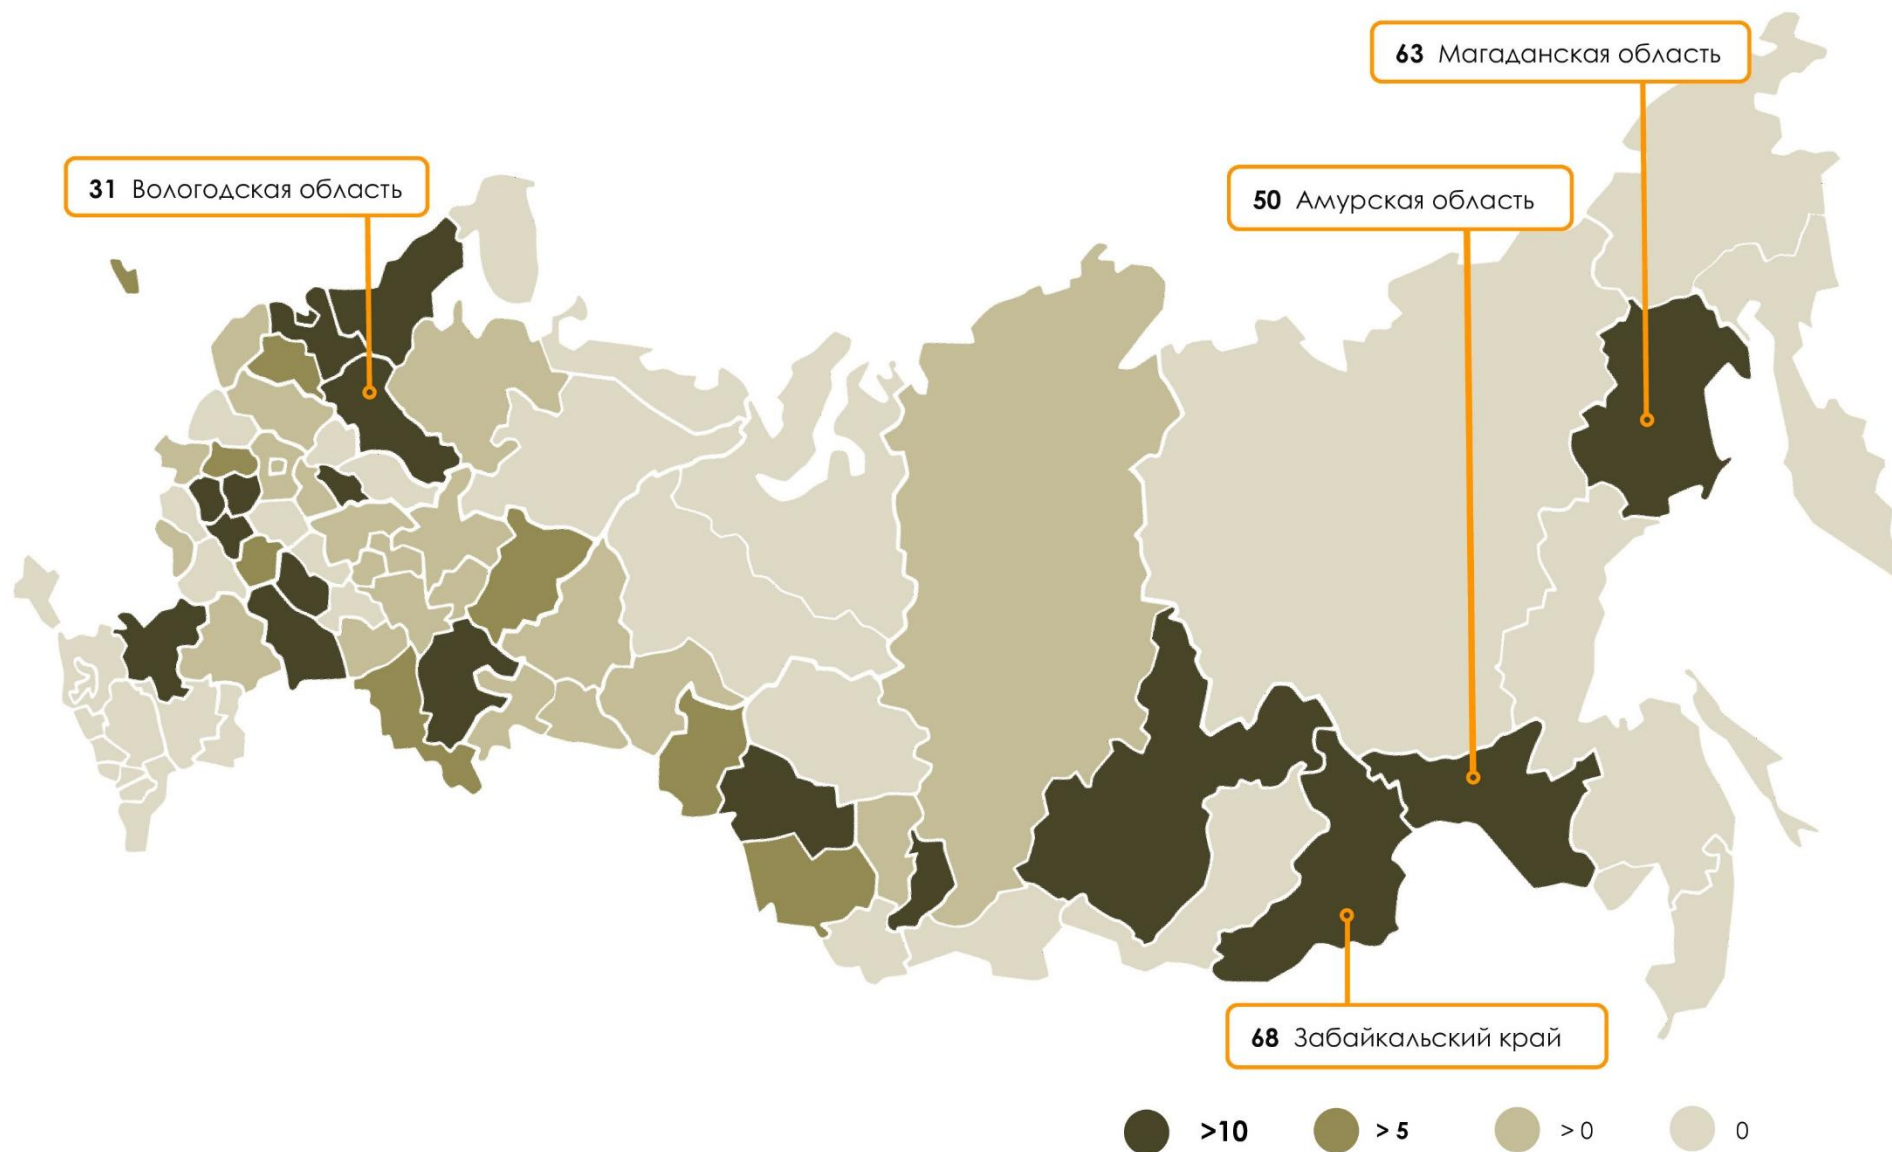 63 Магаданская область
31 Вологодская область
50 Амурская область
68 Забайкальский край
>10
> 5
> 0
0